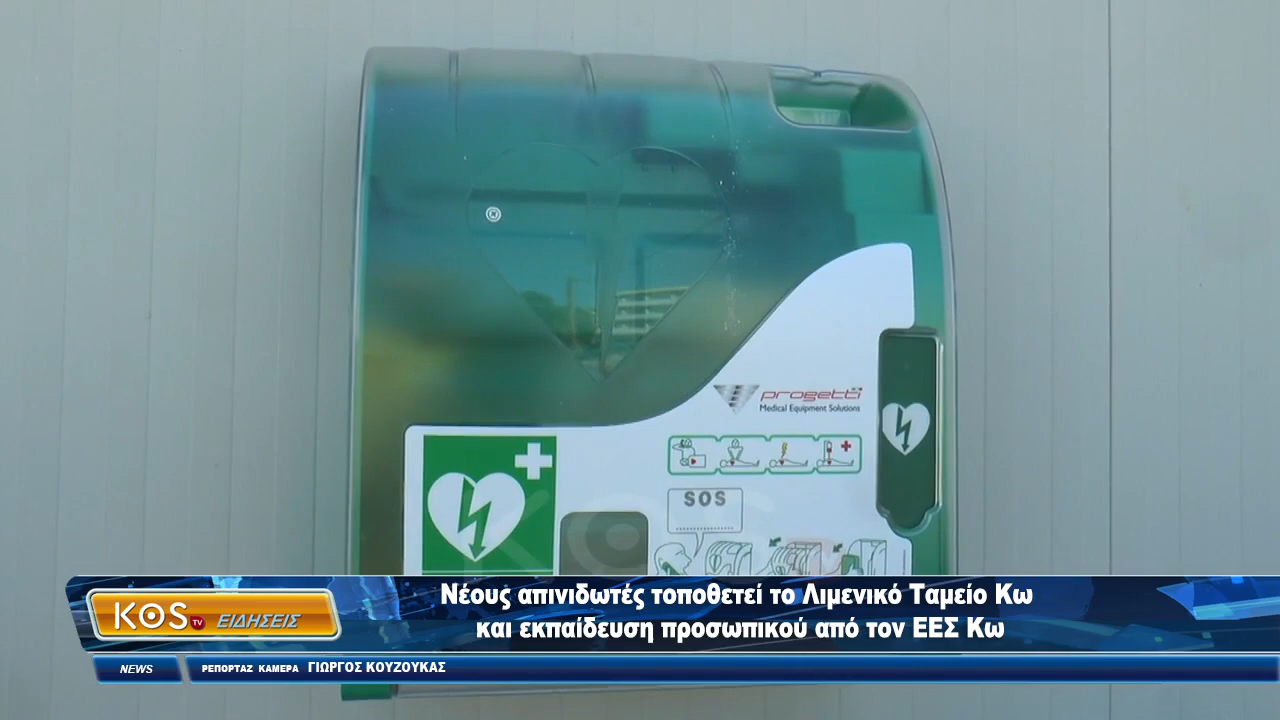 progetti
Medical Equipment Solutions
SOS
Νέους απινιδωτές τοποθετεί το Λιμενικό Ταμείο Κω
και εκπαίδευση προσωπικού από τον ΕΕΣ Κω
KOS TV ΕΙΔΗΣΕΙΣ
NEWS
ΡΕΠΟΡΤΑΖ ΚΑΜΕΡΑ ΓΙΩΡΓΟΣ ΚΟΥΖΟΥΚΑΣ